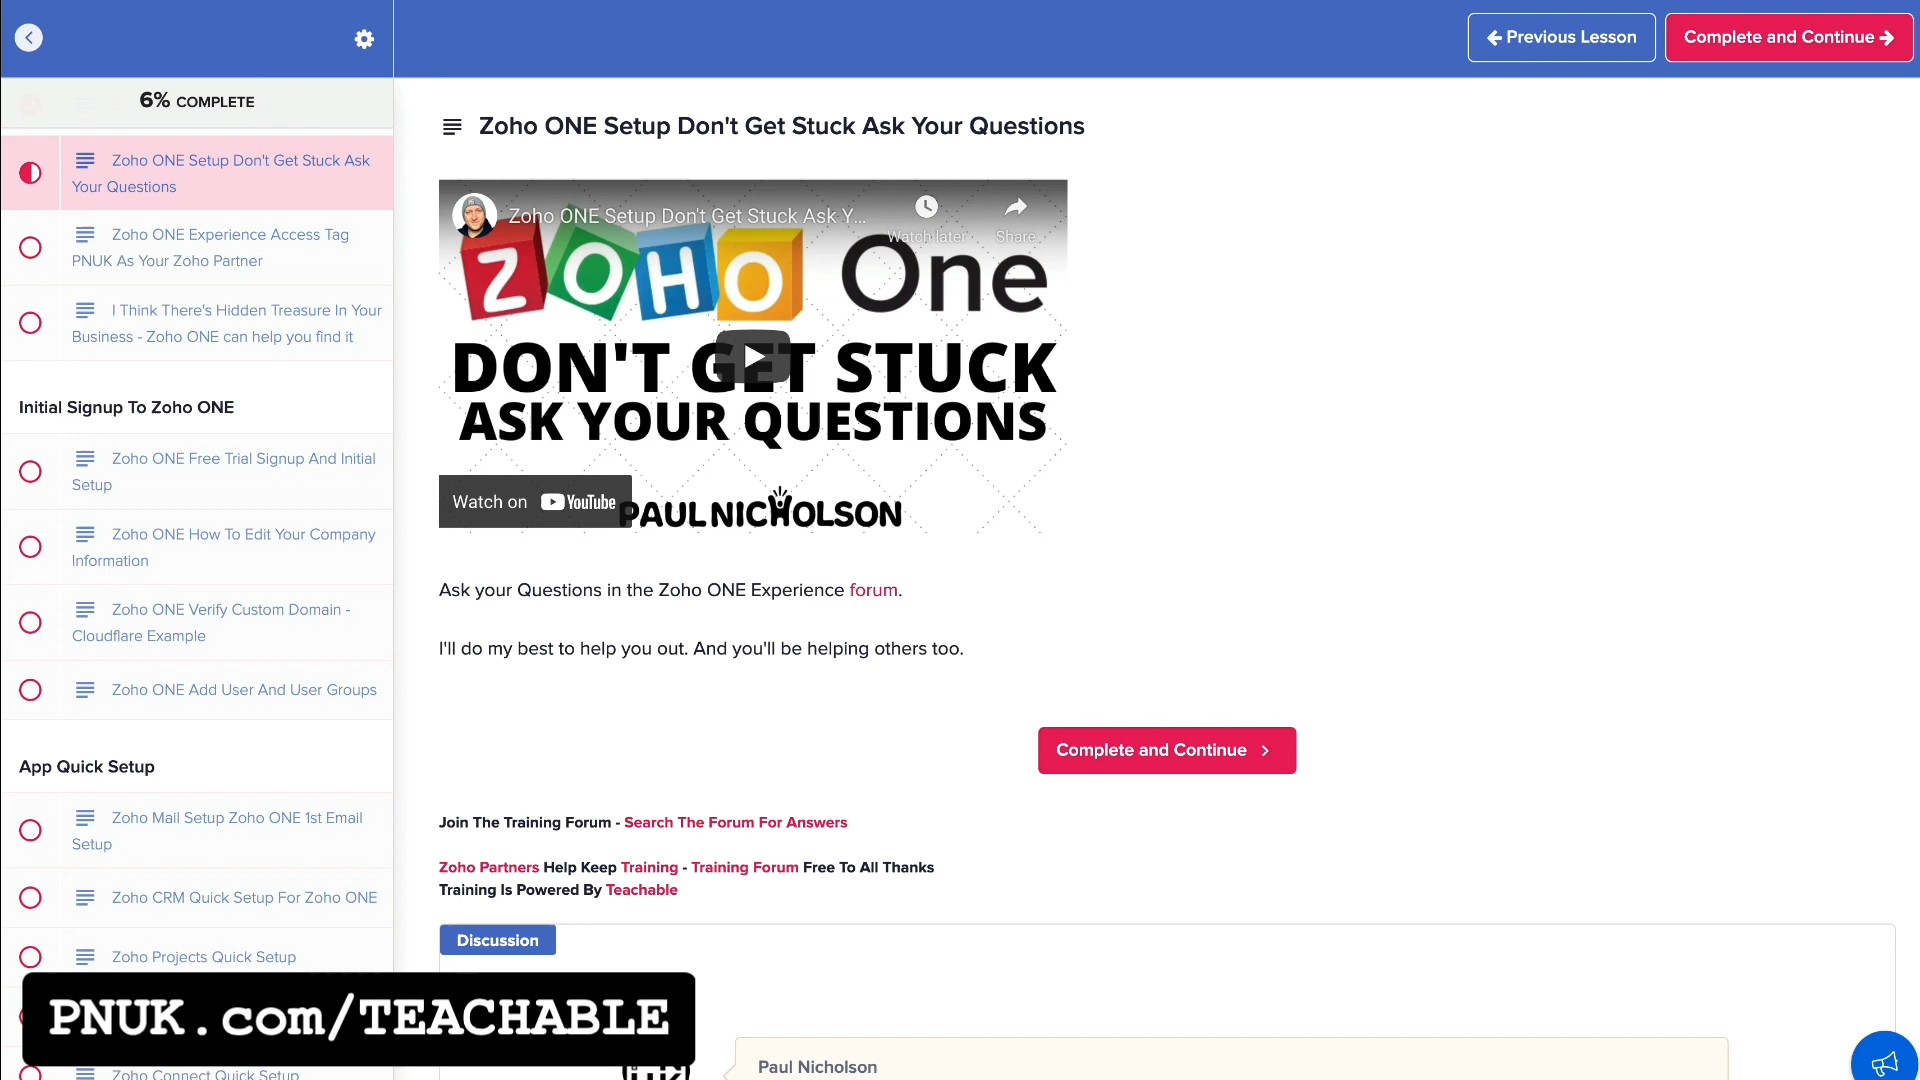 Previous Lesson
Complete and Continue
6% COMPLETE
Zoho ONE Setup Don't Get Stuck Ask
Your Questions
Zoho ONE Experience Access Tag
PNUK As Your Zoho Partner
I Think There's Hidden Treasure In Your
Business - Zoho ONE can help you find it
Initial Signup To Zoho ONE
Zoho ONE Free Trial Signup And Initial
Setup
Zoho ONE How To Edit Your Company
Information
Zoho ONE Verify Custom Domain -
Cloudflare Example
Zoho ONE Add User And User Groups
App Quick Setup
Zoho Mail Setup Zoho ONE 1st Email
Setup
Zoho CRM Quick Setup For Zoho ONE
Zoho Projects Quick Setup
Zoho Connect Quick Setup
Zoho ONE Setup Don't Get Stuck Ask Your Questions
Zoho ONE Setup Don't Get Stuck Ask Y...
Watch later
Share
ZOHO One
DON'T GET STUCK
ASK YOUR QUESTIONS
Watch on YouTube
PAUL NICHOLSON
Ask your Questions in the Zoho ONE Experience forum.
I'll do my best to help you out. And you'll be helping others too.
Complete and Continue
Join The Training Forum - Search The Forum For Answers
Zoho Partners Help Keep Training - Training Forum Free To All Thanks
Training Is Powered By Teachable
Discussion
Paul Nicholson
PNUK.com/TEACHABLE